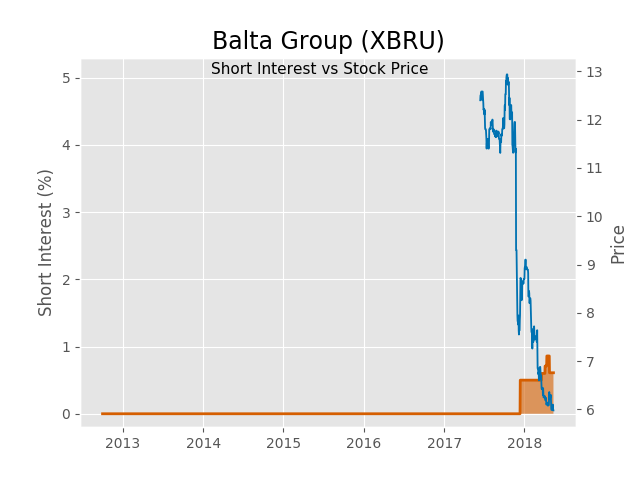 Balta Group (XBRU)
Short Interest vs Stock Price
Short Interest (%)
5
4
3
2
1
0
13
12
11
10
9
8
7
6
Price
2013 2014 2015 2016 2017 2018